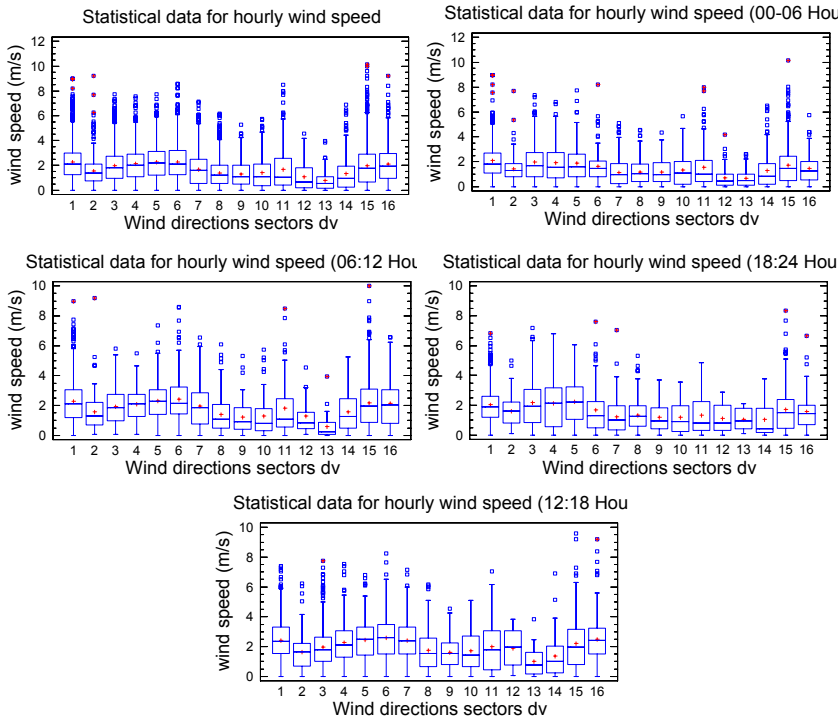 Statistical data for hourly wind speed
wind speed (m/s)
12
10
8
6
4
2
0
1 2 3 4 5 6 7 8 9 10 11 12 13 14 15 16
Wind directions sectors dv
Statistical data for hourly wind speed (00-06 Hou
wind speed (m/s)
12
10
8
6
4
2
0
1 2 3 4 5 6 7 8 9 10 11 12 13 14 15 16
Wind directions sectors dv
Statistical data for hourly wind speed (06:12 Hou
wind speed (m/s)
10
8
6
4
2
0
1 2 3 4 5 6 7 8 9 10 11 12 13 14 15 16
Wind directions sectors dv
Statistical data for hourly wind speed (18:24 Hou
wind speed (m/s)
10
8
6
4
2
0
1 2 3 4 5 6 7 8 9 10 11 12 13 14 15 16
Wind directions sectors dv
Statistical data for hourly wind speed (12:18 Hou
wind speed (m/s)
10
8
6
4
2
0
1 2 3 4 5 6 7 8 9 10 11 12 13 14 15 16
Wind directions sectors dv